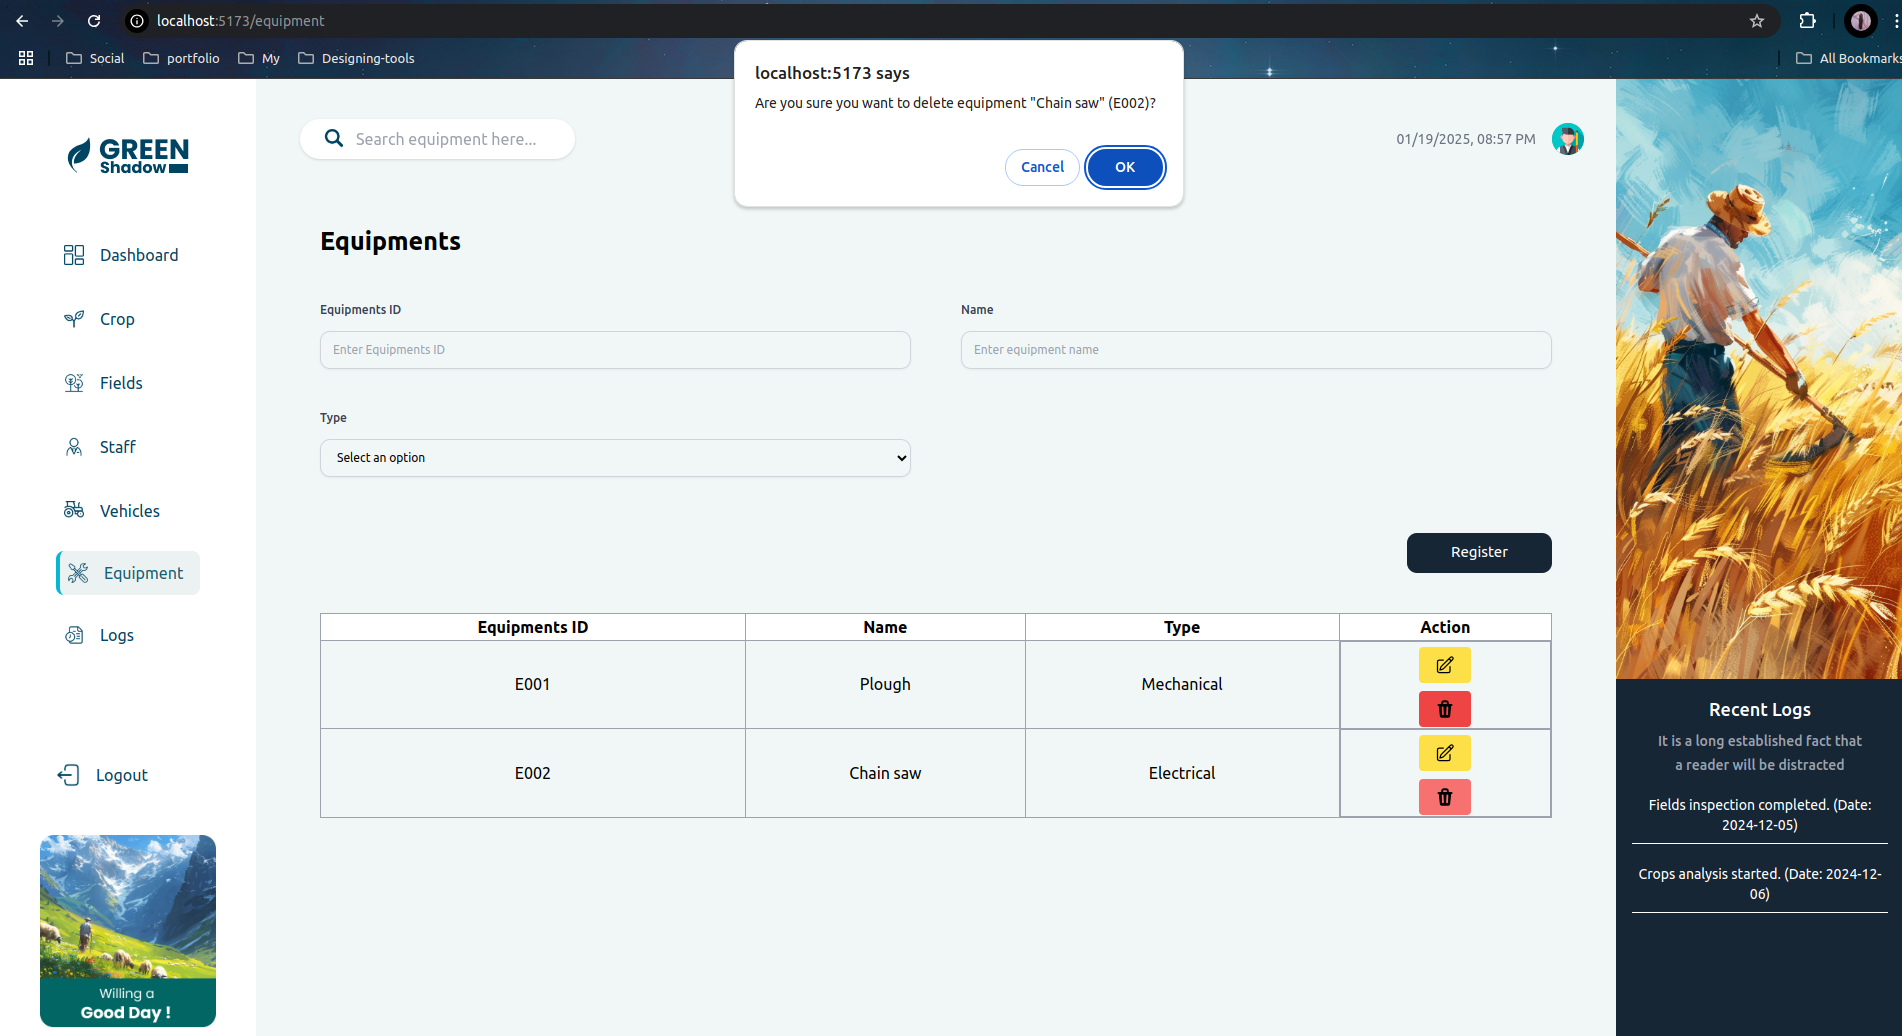 localhost:5173/equipment
Social
portfolio
My
Designing-tools
All Bookmarks
localhost:5173 says
Are you sure you want to delete equipment "Chain saw" (E002)?
Cancel
OK
GREEN
Shadow
Search equipment here...
01/19/2025, 08:57 PM
Dashboard
Crop
Fields
Staff
Vehicles
Equipment
Logs
Logout
Willing a
Good Day !
Equipments
Equipments ID
Name
Enter Equipments ID
Enter equipment name
Type
Select an option
Register
Equipments ID Name Type Action
E001 Plough Mechanical
E002 Chain saw Electrical
Recent Logs
It is a long established fact that
a reader will be distracted
Fields inspection completed. (Date:
2024-12-05)
Crops analysis started. (Date: 2024-12-
06)